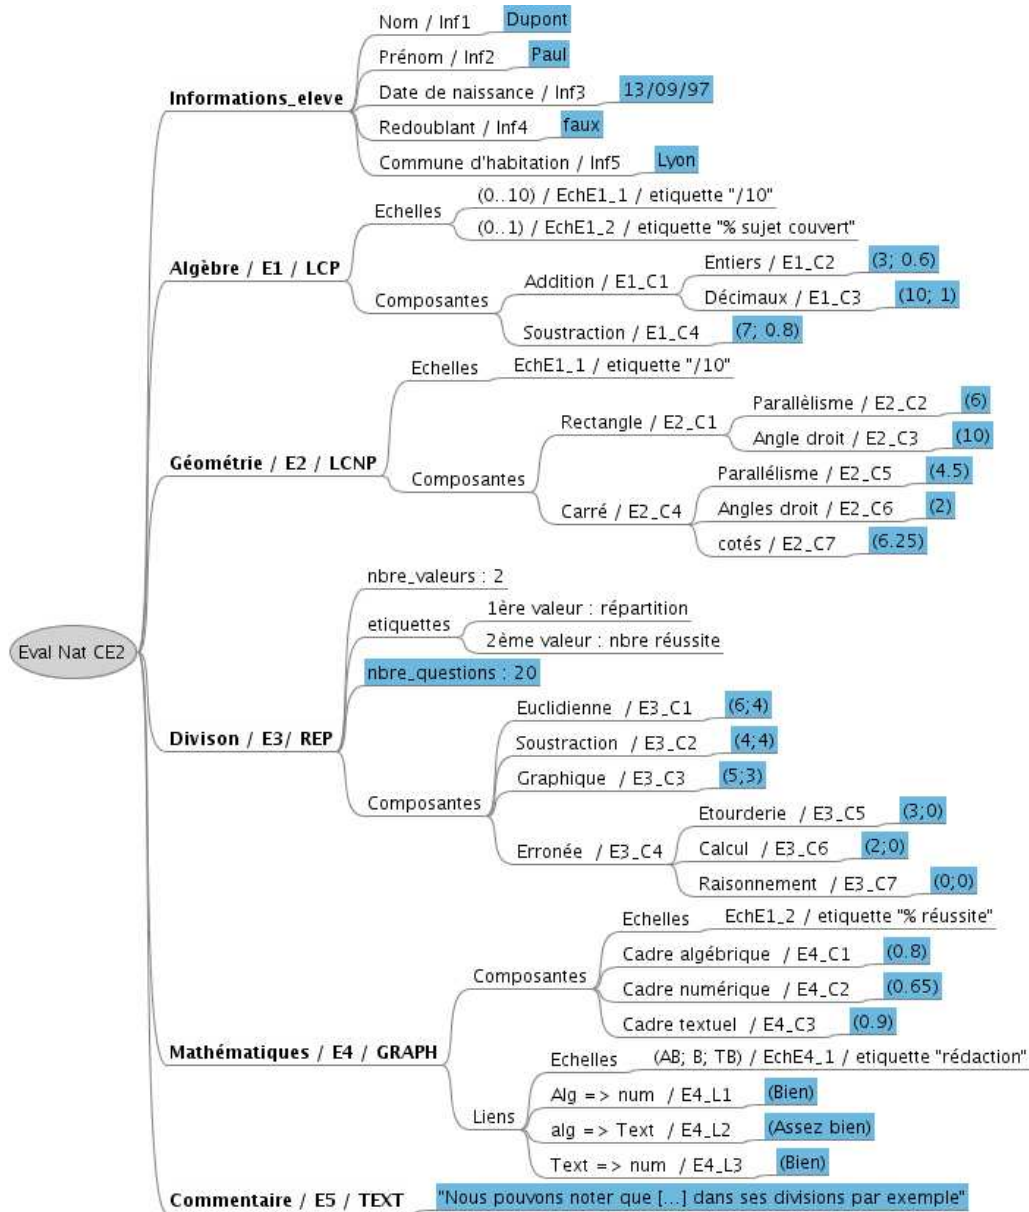 Nom / Inf1 Dupont
Prénom / Inf2 Paul
Informations_eleve
Date de naissance / Inf3 13/09/97
Redoublant / Inf4 faux
Commune d'habitation / Inf5 Lyon
(0..10) / EchE1_1 / etiquette "/10"
Echelles
(0..1) / EchE1_2 / etiquette "% sujet couvert"
Algèbre / E1 / LCP
Entiers / E1_C2 (3; 0.6)
Addition / E1_C1
Décimaux / E1_C3 (10; 1)
Composantes
Soustraction / E1_C4 (7; 0.8)
Echelles EchE1_1 / etiquette "/10"
Parallèlisme / E2_C2 (6)
Rectangle / E2_C1
Angle droit / E2_C3 (10)
Géométrie / E2 / LCNP
Composantes
Parallélisme / E2_C5 (4.5)
Carré / E2_C4
Angles droit / E2_C6 (2)
cotés / E2_C7 (6.25)
nbre_valeurs : 2
1ère valeur : répartition
etiquettes
2ème valeur : nbre réussite
Eval Nat CE2
nbre_questions : 20
Euclidienne / E3_C1 (6;4)
Divison / E3/ REP
Soustraction / E3_C2 (4;4)
Graphique / E3_C3 (5;3)
Composantes
Etourderie / E3_C5 (3;0)
Erronée / E3_C4
Calcul / E3_C6 (2;0)
Raisonnement / E3_C7 (0;0)
Echelles EchE1_2 / etiquette "% réussite"
Cadre algébrique / E4_C1 (0.8)
Composantes
Cadre numérique / E4_C2 (0.65)
Cadre textuel / E4_C3 (0.9)
Mathématiques / E4 / GRAPH
Echelles (AB; B; TB) / EchE4_1 / etiquette "rédaction"
Alg => num / E4_L1 (Bien)
Liens
alg => Text / E4_L2 (Assez bien)
Text => num / E4_L3 (Bien)
Commentaire / E5 / TEXT "Nous pouvons noter que [...] dans ses divisions par exemple"